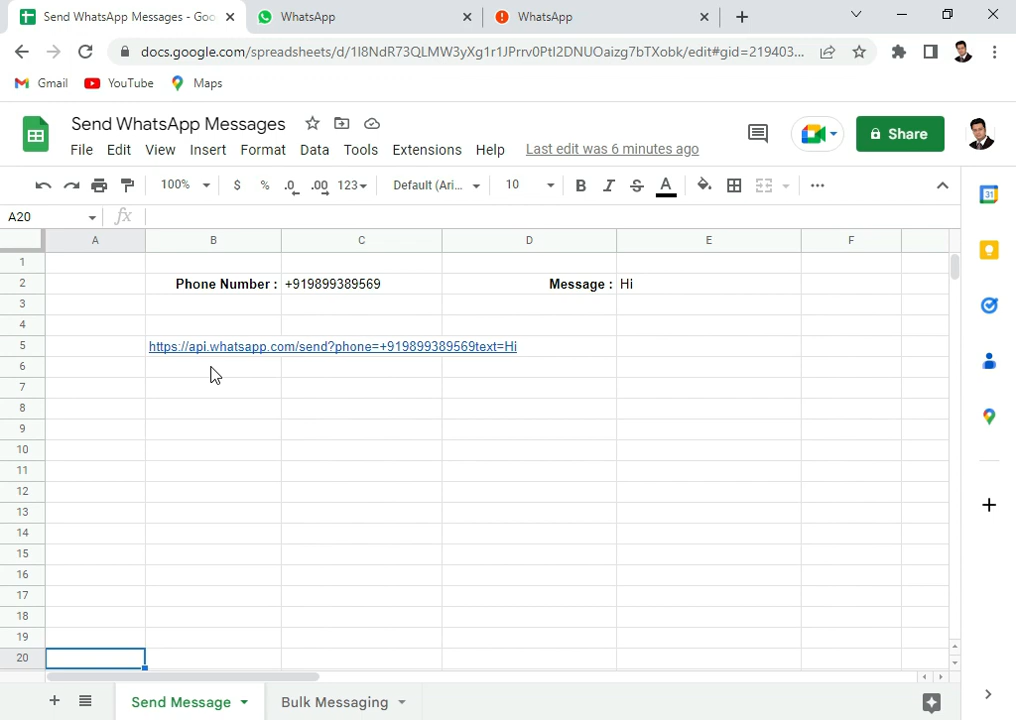 Send WhatsApp Messages - Goo
WhatsApp
WhatsApp
docs.google.com/spreadsheets/d/1I8NdR73QLMW3yXg1r1JPrrv0PtI2DNUOaizg7bTXobk/edit#gid=219403...
Gmail
YouTube
Maps
Send WhatsApp Messages
Share
File Edit View Insert Format Data Tools Extensions Help Last edit was 6 minutes ago
100% $ % .0 .00 123 Default (Ari... 10 B I S A
A20 fx
A B C D E F
1
2 Phone Number : +919899389569 Message : Hi
3
4
5 https://api.whatsapp.com/send?phone=+919899389569text=Hi
6
7
8
9
10
11
12
13
14
15
16
17
18
19
20
Send Message
Bulk Messaging
31